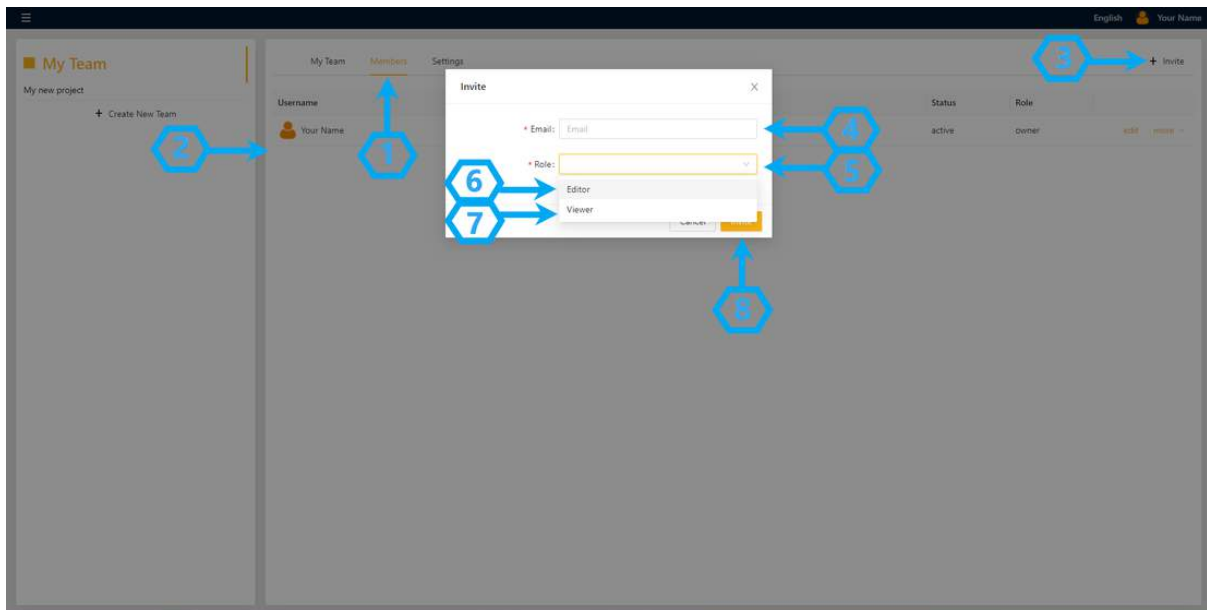 English Your Name
My Team
My new project
+ Create New Team
My Team Members Settings
+ Invite
3
Username Status Role
Your Name active owner edit more
2
1
Invite X
* Email: Email
4
* Role:
5
6
Editor
7
Viewer
Cancel Invite
8